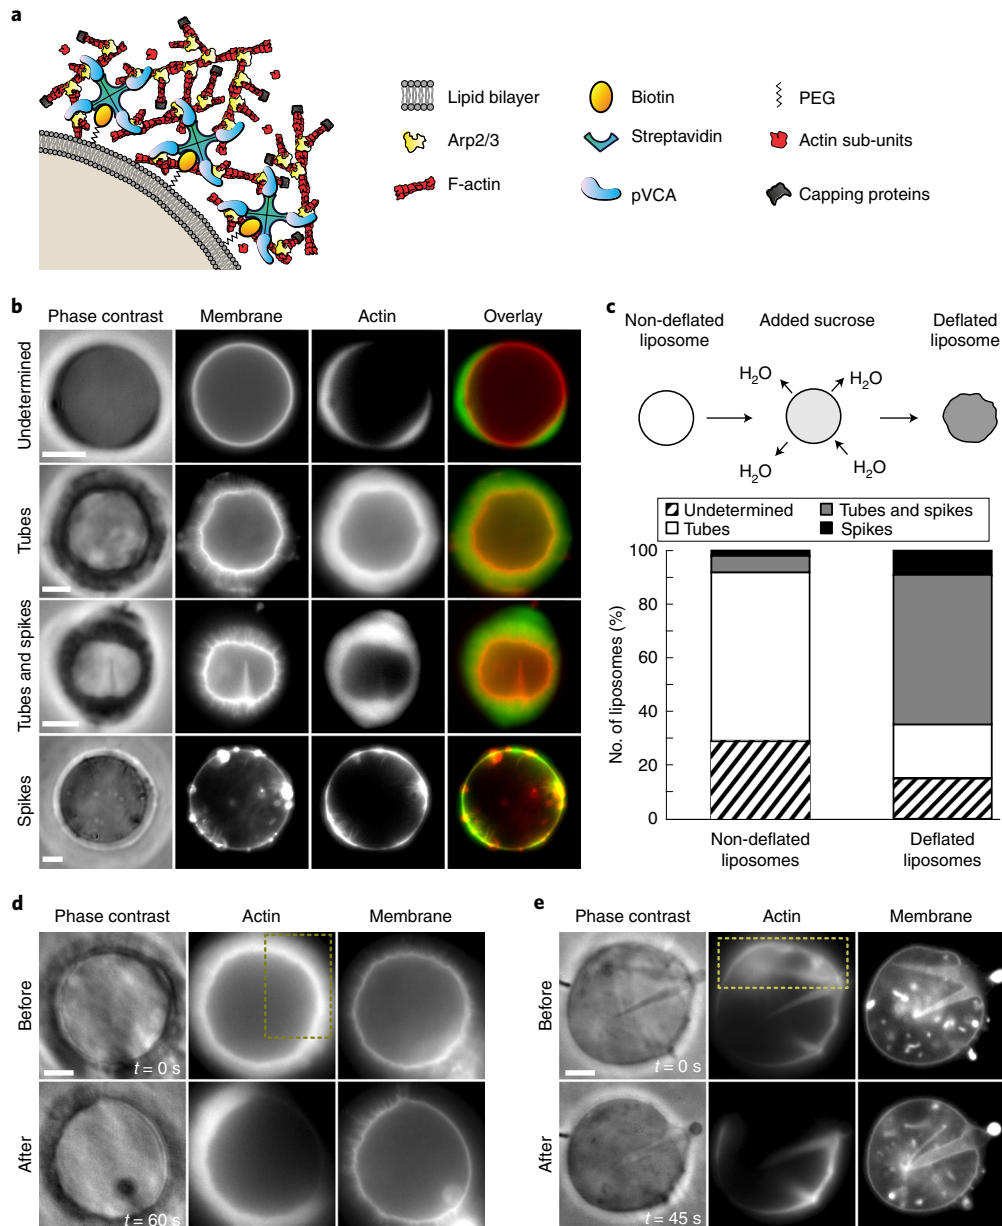 a
Lipid bilayer
Biotin
PEG
Arp2/3
Streptavidin
Actin sub-units
F-actin
pVCA
Capping proteins
b
Phase contrast
Membrane
Actin
Overlay
Undetermined
Tubes
Tubes and spikes
Spikes
c
Non-deflated
liposome
Added sucrose
Deflated
liposome
H2O
H2O
H2O
H2O
Undetermined
Tubes and spikes
Tubes
Spikes
No. of liposomes (%)
100
80
60
40
20
0
Non-deflated
liposomes
Deflated
liposomes
d
Phase contrast
Actin
Membrane
Before
t = 0 s
After
t = 60 s
e
Phase contrast
Actin
Membrane
Before
t = 0 s
After
t = 45 s